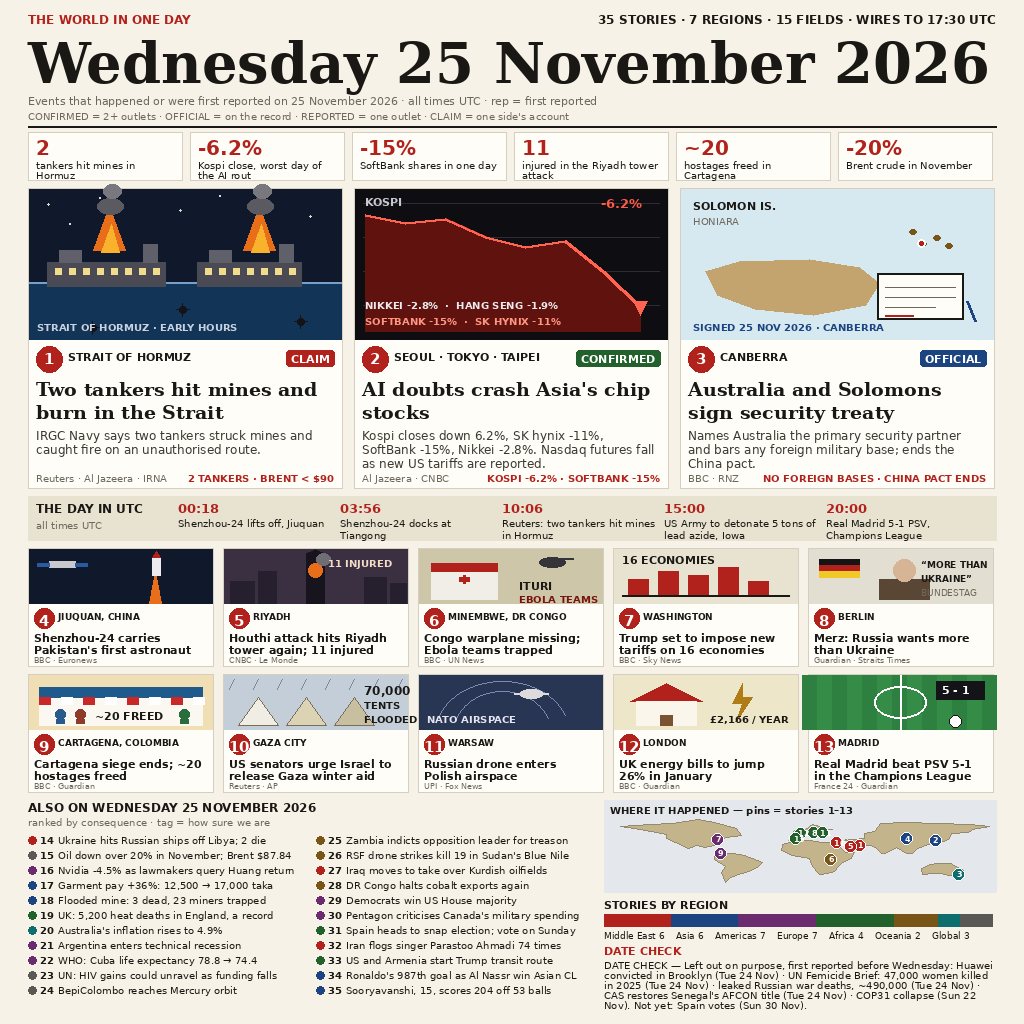 THE WORLD IN ONE DAY
35 STORIES · 7 REGIONS · 15 FIELDS · WIRES TO 17:30 UTC
Wednesday 25 November 2026
Events that happened or were first reported on 25 November 2026 · all times UTC · rep = first reported
CONFIRMED = 2+ outlets · OFFICIAL = on the record · REPORTED = one outlet · CLAIM = one side's account
2
tankers hit mines in
Hormuz
-6.2%
Kospi close, worst day of
the AI rout
-15%
SoftBank shares in one day
11
injured in the Riyadh tower
attack
~20
hostages freed in
Cartagena
-20%
Brent crude in November
STRAIT OF HORMUZ · EARLY HOURS
1 STRAIT OF HORMUZ CLAIM
Two tankers hit mines and
burn in the Strait
IRGC Navy says two tankers struck mines and
caught fire on an unauthorised route.
Reuters · Al Jazeera · IRNA 2 TANKERS · BRENT < $90
KOSPI -6.2%
NIKKEI -2.8% · HANG SENG -1.9%
SOFTBANK -15% · SK HYNIX -11%
2 SEOUL · TOKYO · TAIPEI CONFIRMED
AI doubts crash Asia's chip
stocks
Kospi closes down 6.2%, SK hynix -11%,
SoftBank -15%, Nikkei -2.8%. Nasdaq futures fall
as new US tariffs are reported.
Al Jazeera · CNBC KOSPI -6.2% · SOFTBANK -15%
SOLOMON IS.
HONIARA
SIGNED 25 NOV 2026 · CANBERRA
3 CANBERRA OFFICIAL
Australia and Solomons
sign security treaty
Names Australia the primary security partner
and bars any foreign military base; ends the
China pact.
BBC · RNZ NO FOREIGN BASES · CHINA PACT ENDS
THE DAY IN UTC
all times UTC
00:18
Shenzhou-24 lifts off, Jiuquan
03:56
Shenzhou-24 docks at
Tiangong
10:06
Reuters: two tankers hit mines
in Hormuz
15:00
US Army to detonate 5 tons of
lead azide, Iowa
20:00
Real Madrid 5-1 PSV,
Champions League
4 JIUQUAN, CHINA
Shenzhou-24 carries
Pakistan's first astronaut
BBC · Euronews
11 INJURED
5 RIYADH
Houthi attack hits Riyadh
tower again; 11 injured
CNBC · Le Monde
ITURI
EBOLA TEAMS
6 MINEMBWE, DR CONGO
Congo warplane missing;
Ebola teams trapped
BBC · UN News
16 ECONOMIES
7 WASHINGTON
Trump set to impose new
tariffs on 16 economies
BBC · Sky News
“MORE THAN
UKRAINE”
BUNDESTAG
8 BERLIN
Merz: Russia wants more
than Ukraine
Guardian · Straits Times
~20 FREED
9 CARTAGENA, COLOMBIA
Cartagena siege ends; ~20
hostages freed
BBC · Guardian
70,000
TENTS
FLOODED
10 GAZA CITY
US senators urge Israel to
release Gaza winter aid
Reuters · AP
NATO AIRSPACE
11 WARSAW
Russian drone enters
Polish airspace
UPI · Fox News
£2,166 / YEAR
12 LONDON
UK energy bills to jump
26% in January
BBC · Guardian
5 - 1
13 MADRID
Real Madrid beat PSV 5-1
in the Champions League
France 24 · Guardian
ALSO ON WEDNESDAY 25 NOVEMBER 2026
ranked by consequence · tag = how sure we are
14 Ukraine hits Russian ships off Libya; 2 die
15 Oil down over 20% in November; Brent $87.84
16 Nvidia -4.5% as lawmakers query Huang return
17 Garment pay +36%: 12,500 → 17,000 taka
18 Flooded mine: 3 dead, 23 miners trapped
19 UK: 5,200 heat deaths in England, a record
20 Australia's inflation rises to 4.9%
21 Argentina enters technical recession
22 WHO: Cuba life expectancy 78.8 → 74.4
23 UN: HIV gains could unravel as funding falls
24 BepiColombo reaches Mercury orbit
25 Zambia indicts opposition leader for treason
26 RSF drone strikes kill 19 in Sudan's Blue Nile
27 Iraq moves to take over Kurdish oilfields
28 DR Congo halts cobalt exports again
29 Democrats win US House majority
30 Pentagon criticises Canada's military spending
31 Spain heads to snap election; vote on Sunday
32 Iran flogs singer Parastoo Ahmadi 74 times
33 US and Armenia start Trump transit route
34 Ronaldo's 987th goal as Al Nassr win Asian CL
35 Sooryavanshi, 15, scores 204 off 53 balls
WHERE IT HAPPENED — pins = stories 1–13
7
9
1
8
1
1
5
1
6
4
2
3
STORIES BY REGION
Middle East 6 Asia 6 Americas 7 Europe 7 Africa 4 Oceania 2 Global 3
DATE CHECK
DATE CHECK — Left out on purpose, first reported before Wednesday: Huawei
convicted in Brooklyn (Tue 24 Nov) · UN Femicide Brief: 47,000 women killed
in 2025 (Tue 24 Nov) · leaked Russian war deaths, ~490,000 (Tue 24 Nov) ·
CAS restores Senegal's AFCON title (Tue 24 Nov) · COP31 collapse (Sun 22
Nov). Not yet: Spain votes (Sun 30 Nov).